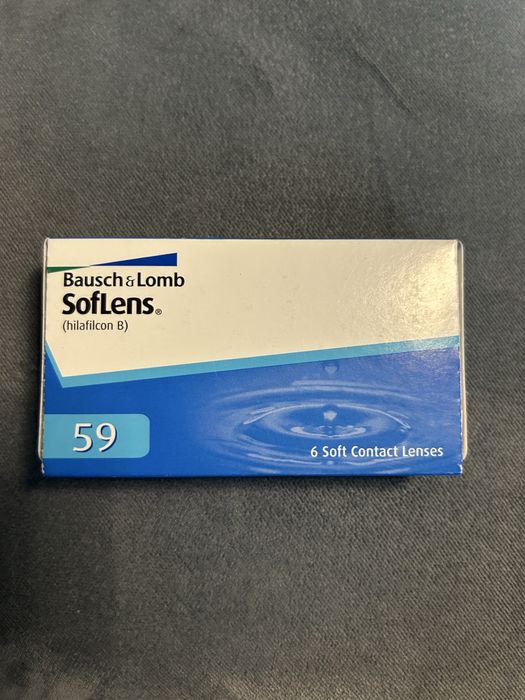 Bausch & Lomb
SofLens®
(hilafilcon B)
59
6 Soft Contact Lenses